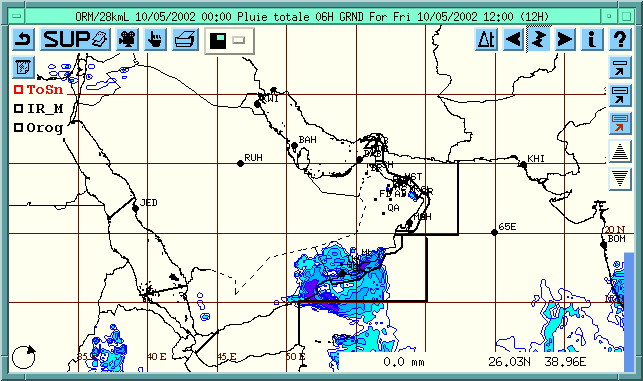 ORM/28kmL 10/05/2002 00:00 Pluie totale 06H GRND For Fri 10/05/2002 12:00 (12H)
SUP
Δt
i
?
ToSn
IR_M
Orog
KWI
BAH
RUH
KHI
JED
QA
65E
20 N
BOM
35E
40 E
45 E
50 E
0.0 mm
26.03N
38.96E